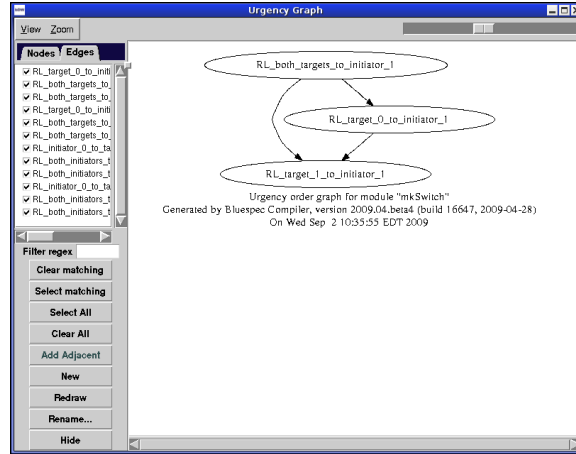 Urgency Graph
View Zoom
Nodes Edges
RL_target_0_to_initi
RL_both_targets_to_
RL_both_targets_to_
RL_target_0_to_initi
RL_both_targets_to_
RL_both_targets_to_
RL_initiator_0_to_ta
RL_both_initiators_t
RL_both_initiators_t
RL_initiator_0_to_ta
RL_both_initiators_t
RL_both_initiators_t
Filter regex
Clear matching
Select matching
Select All
Clear All
Add Adjacent
New
Redraw
Rename...
Hide
RL_both_targets_to_initiator_1
RL_target_0_to_initiator_1
RL_target_1_to_initiator_1
Urgency order graph for module "mkSwitch"
Generated by Bluespec Compiler, version 2009.04.beta4 (build 16647, 2009-04-28)
On Wed Sep 2 10:35:55 EDT 2009